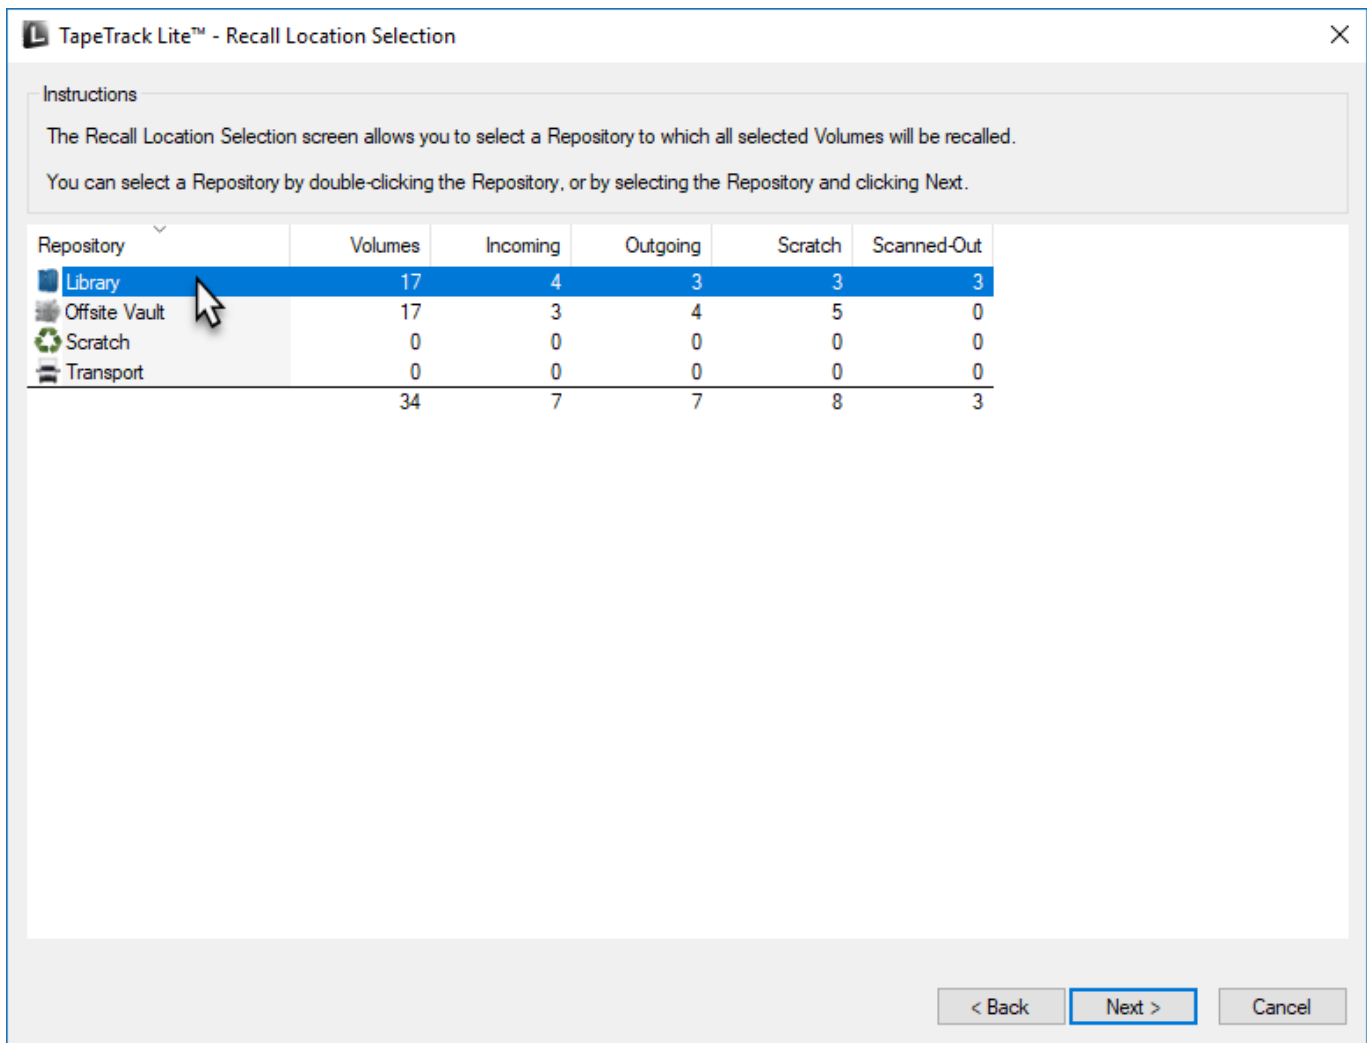 TapeTrack Lite™ - Recall Location Selection
Instructions
The Recall Location Selection screen allows you to select a Repository to which all selected Volumes will be recalled.
You can select a Repository by double-clicking the Repository, or by selecting the Repository and clicking Next.
Repository Volumes Incoming Outgoing Scratch Scanned-Out
Library 17 4 3 3 3
Offsite Vault 17 3 4 5 0
Scratch 0 0 0 0 0
Transport 0 0 0 0 0
34 7 7 8 3
< Back Next > Cancel